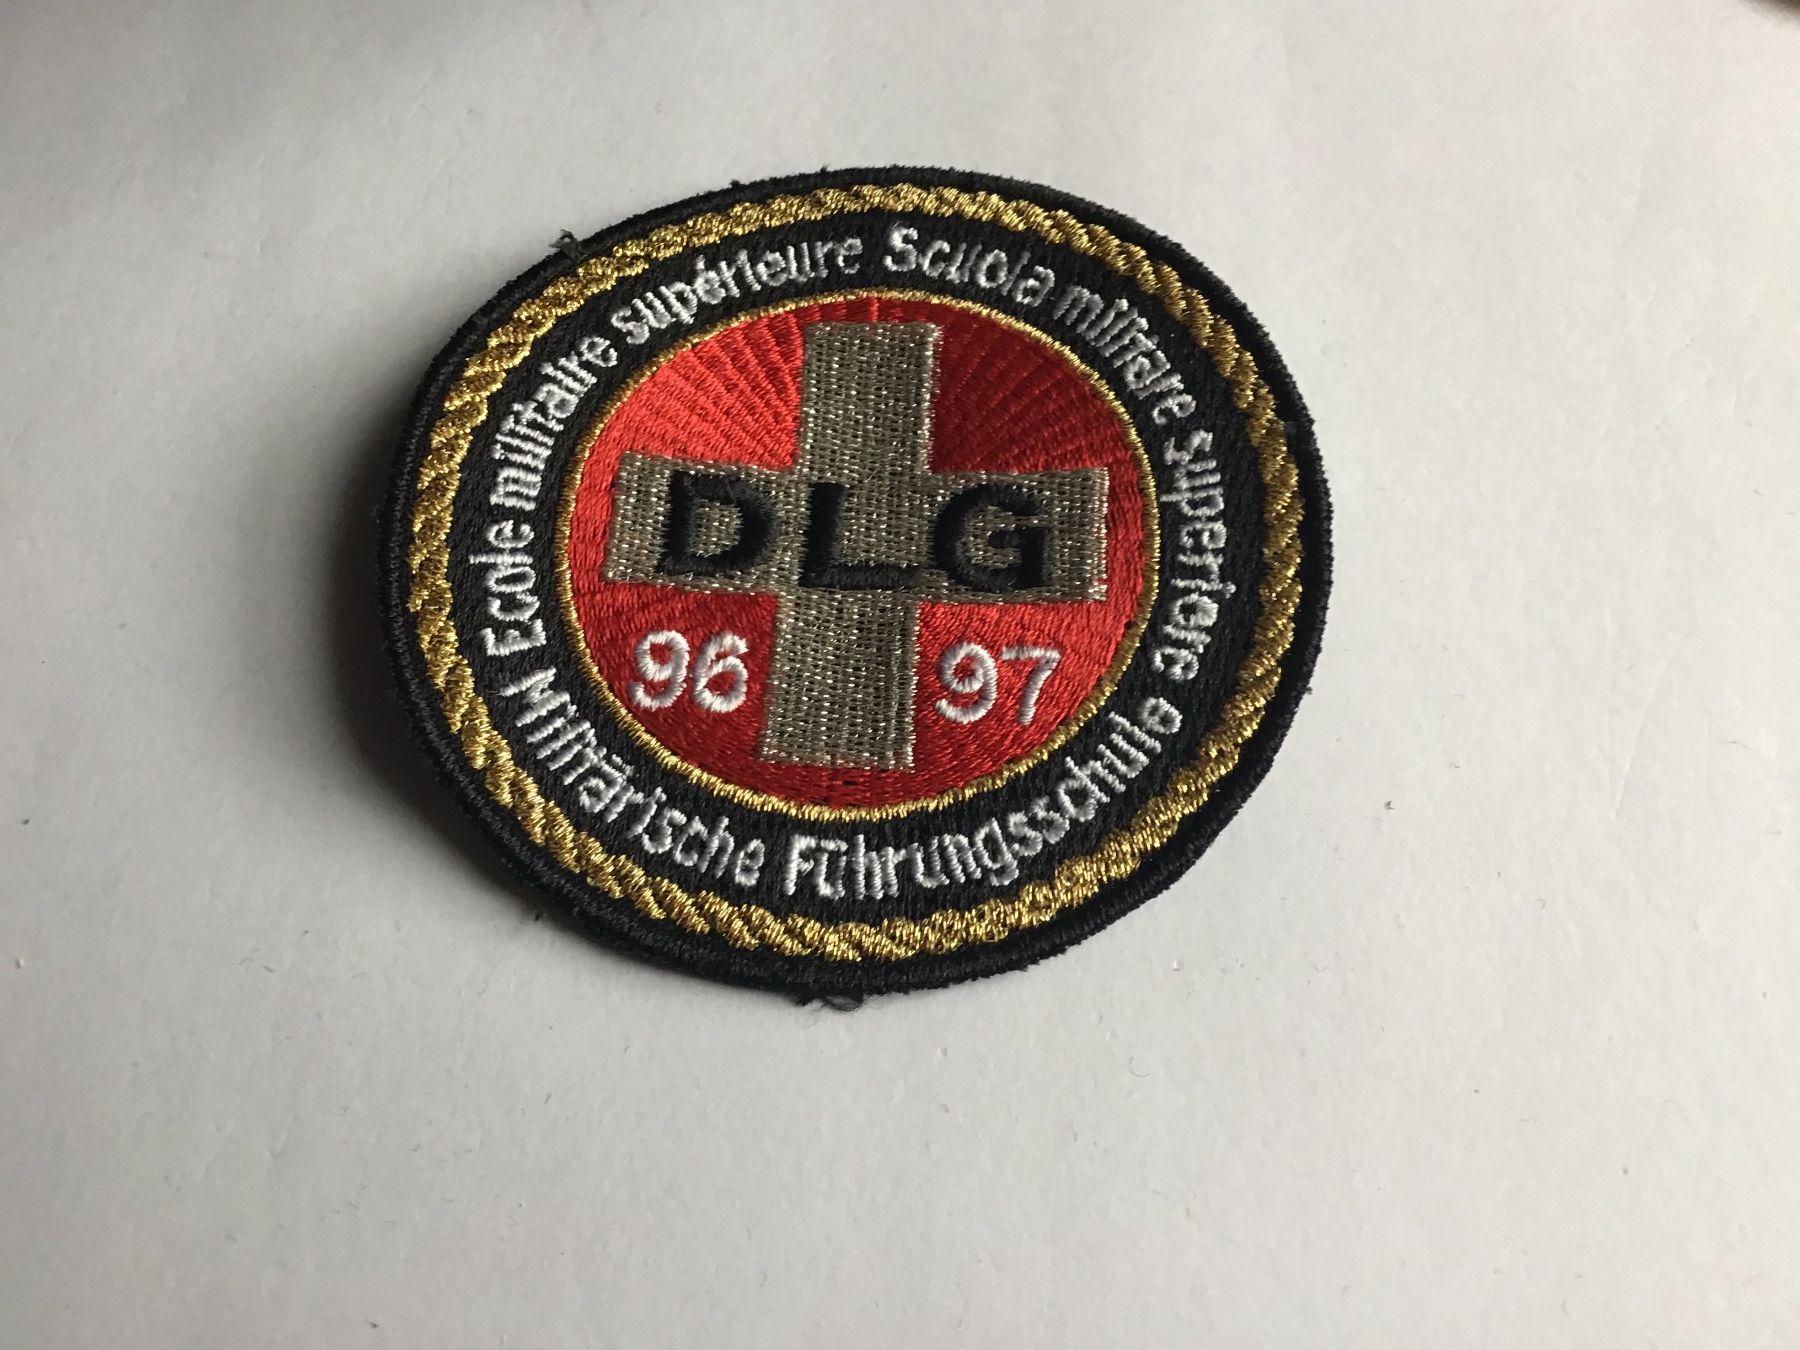 Ecole militaire supérieure Scuola militare superiore
Militärische Führungsschule
DLG
96 97